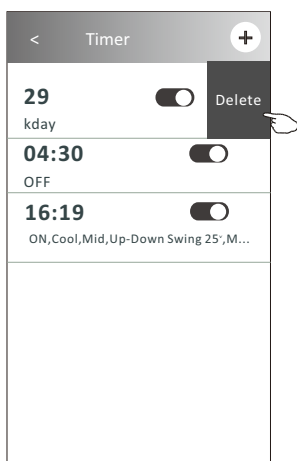 < Timer +
29 Delete
kday
04:30
OFF
16:19
ON,Cool,Mid,Up-Down Swing 25°,M...